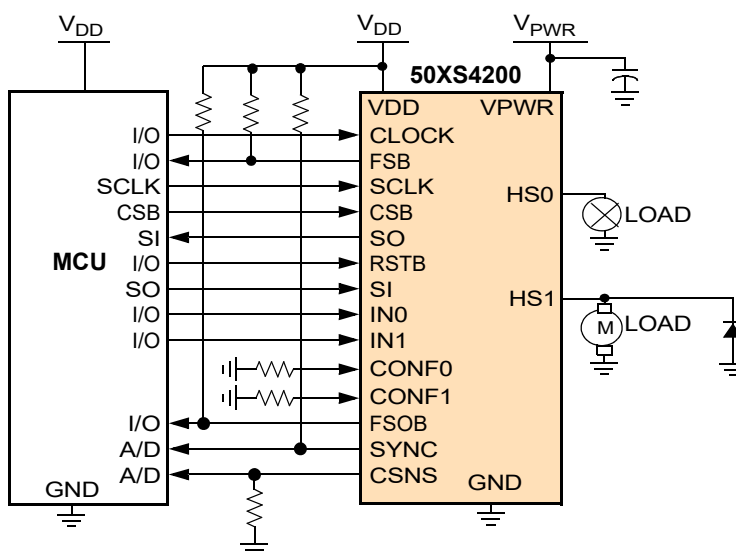 VDD
VDD
VPWR
50XS4200
VDD
VPWR
I/O
CLOCK
I/O
FSB
SCLK
SCLK
HS0
CSB
CSB
LOAD
SI
SO
MCU
I/O
RSTB
SO
SI
HS1
I/O
IN0
M
LOAD
I/O
IN1
CONF0
CONF1
I/O
FSOB
A/D
SYNC
A/D
CSNS
GND
GND